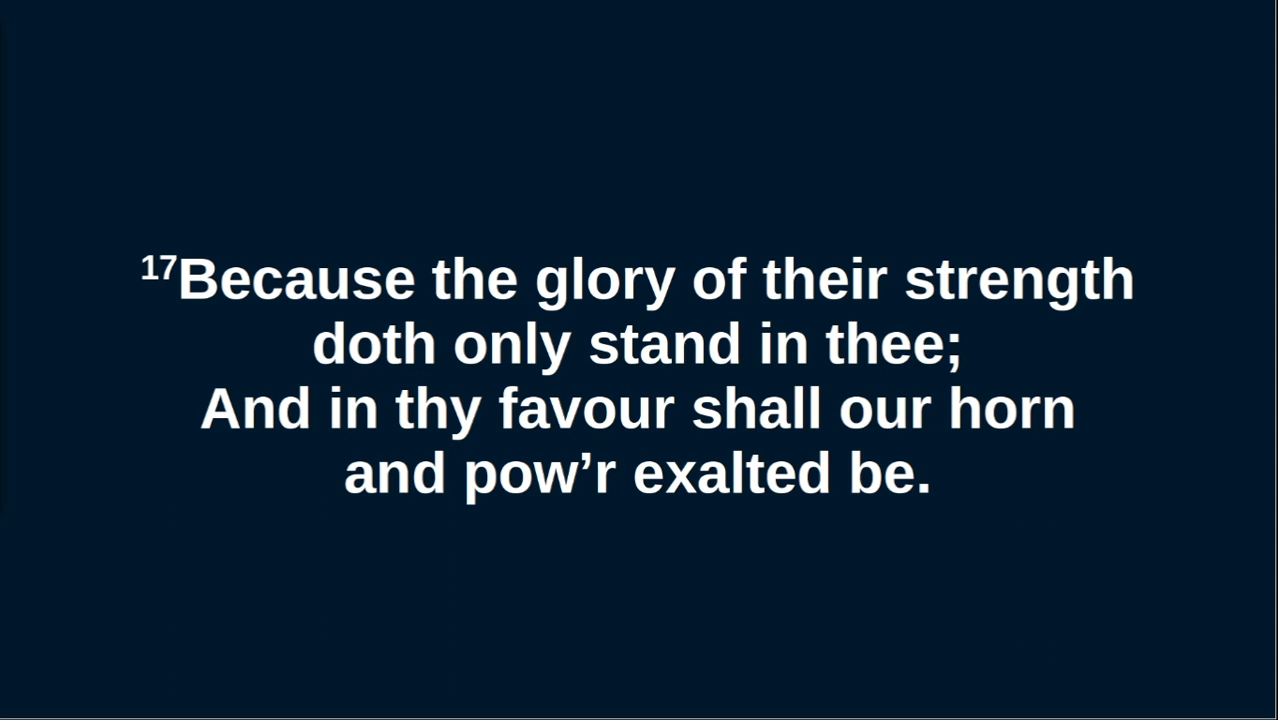 17Because the glory of their strength
doth only stand in thee;
And in thy favour shall our horn
and pow’r exalted be.